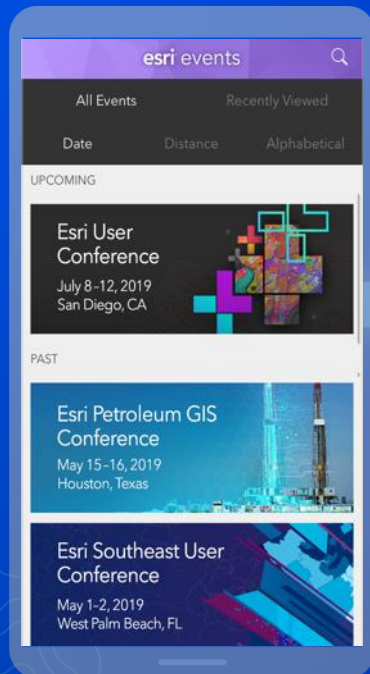 esri events
All Events Recently Viewed
Date Distance Alphabetical
UPCOMING
Esri User
Conference
July 8-12, 2019
San Diego, CA
PAST
Esri Petroleum GIS
Conference
May 15-16, 2019
Houston, Texas
Esri Southeast User
Conference
May 1-2, 2019
West Palm Beach, FL